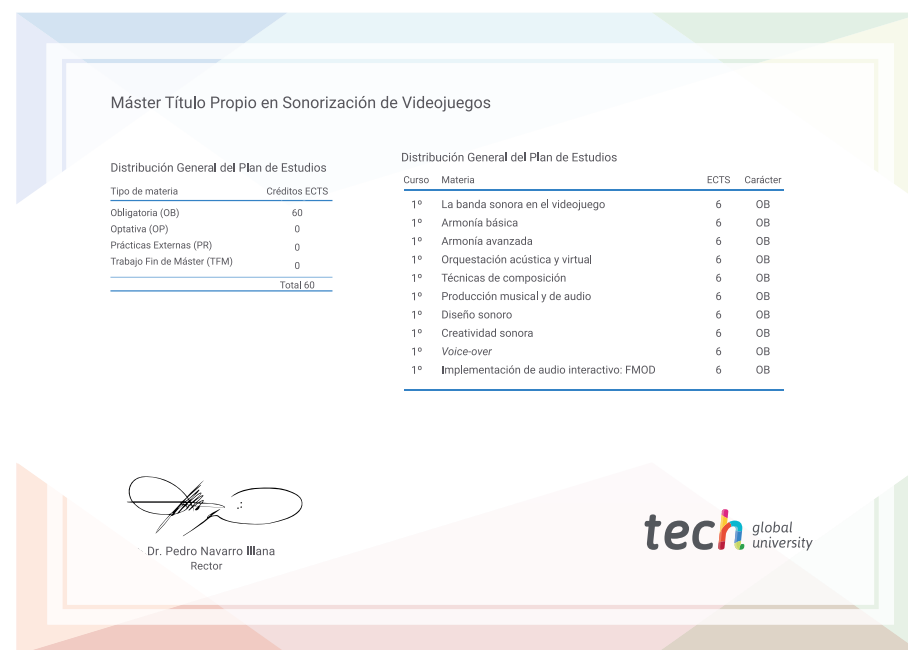 Máster Título Propio en Sonorización de Videojuegos
Distribución General del Plan de Estudios
Tipo de materia Créditos ECTS
Obligatoria (OB) 60
Optativa (OP) 0
Prácticas Externas (PR) 0
Trabajo Fin de Máster (TFM) 0
Total 60
Distribución General del Plan de Estudios
Curso Materia ECTS Carácter
1º La banda sonora en el videojuego 6 OB
1º Armonía básica 6 OB
1º Armonía avanzada 6 OB
1º Orquestación acústica y virtual 6 OB
1º Técnicas de composición 6 OB
1º Producción musical y de audio 6 OB
1º Diseño sonoro 6 OB
1º Creatividad sonora 6 OB
1º Voice-over 6 OB
1º Implementación de audio interactivo: FMOD 6 OB
Dr. Pedro Navarro Illana
Rector
tech global
university